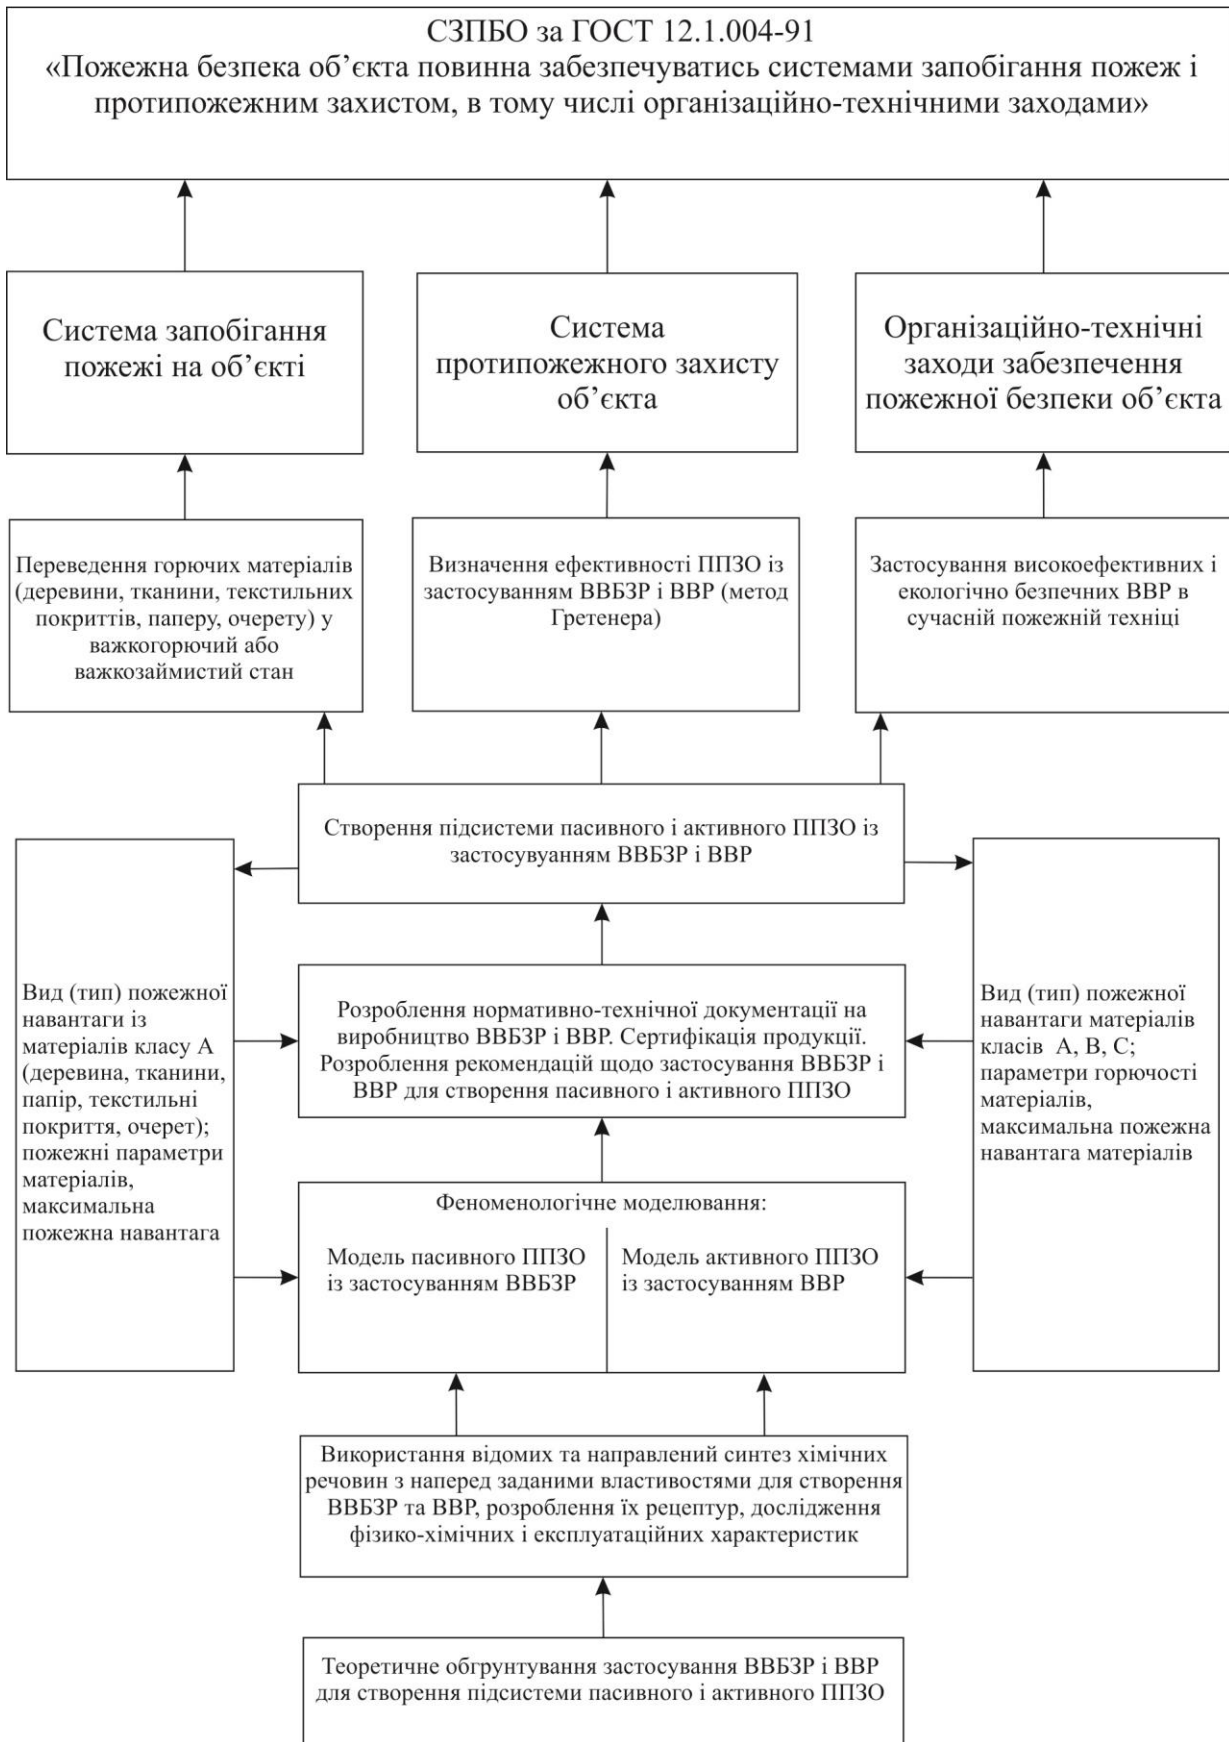 СЗПБО за ГОСТ 12.1.004-91
«Пожежна безпека об’єкта повинна забезпечуватись системами запобігання пожеж і
протипожежним захистом, в тому числі організаційно-технічними заходами»
Система запобігання
пожежі на об’єкті
Система
протипожежного захисту
об’єкта
Організаційно-технічні
заходи забезпечення
пожежної безпеки об’єкта
Переведення горючих матеріалів
(деревини, тканини, текстильних
покриттів, паперу, очерету) у
важкогорючий або
важкозаймистий стан
Визначення ефективності ППЗО із
застосуванням ВВБЗР і ВВР (метод
Гретенера)
Застосування високоефективних і
екологічно безпечних ВВР в
сучасній пожежній техніці
Створення підсистеми пасивного і активного ППЗО із
застосувуанням ВВБЗР і ВВР
Вид (тип) пожежної
навантаги із
матеріалів класу А
(деревина, тканини,
папір, текстильні
покриття, очерет);
пожежні параметри
матеріалів,
максимальна
пожежна навантага
Розроблення нормативно-технічної документації на
виробництво ВВБЗР і ВВР. Сертифікація продукції.
Розроблення рекомендацій щодо застосування ВВБЗР і
ВВР для створення пасивного і активного ППЗО
Вид (тип) пожежної
навантаги матеріалів
класів А, В, С;
параметри горючості
матеріалів,
максимальна пожежна
навантага матеріалів
Феноменологічне моделювання:
Модель пасивного ППЗО
із застосуванням ВВБЗР
Модель активного ППЗО
із застосуванням ВВР
Використання відомих та направлений синтез хімічних
речовин з наперед заданими властивостями для створення
ВВБЗР та ВВР, розроблення їх рецептур, дослідження
фізико-хімічних і експлуатаційних характеристик
Теоретичне обгрунтування застосування ВВБЗР і ВВР
для створення підсистеми пасивного і активного ППЗО